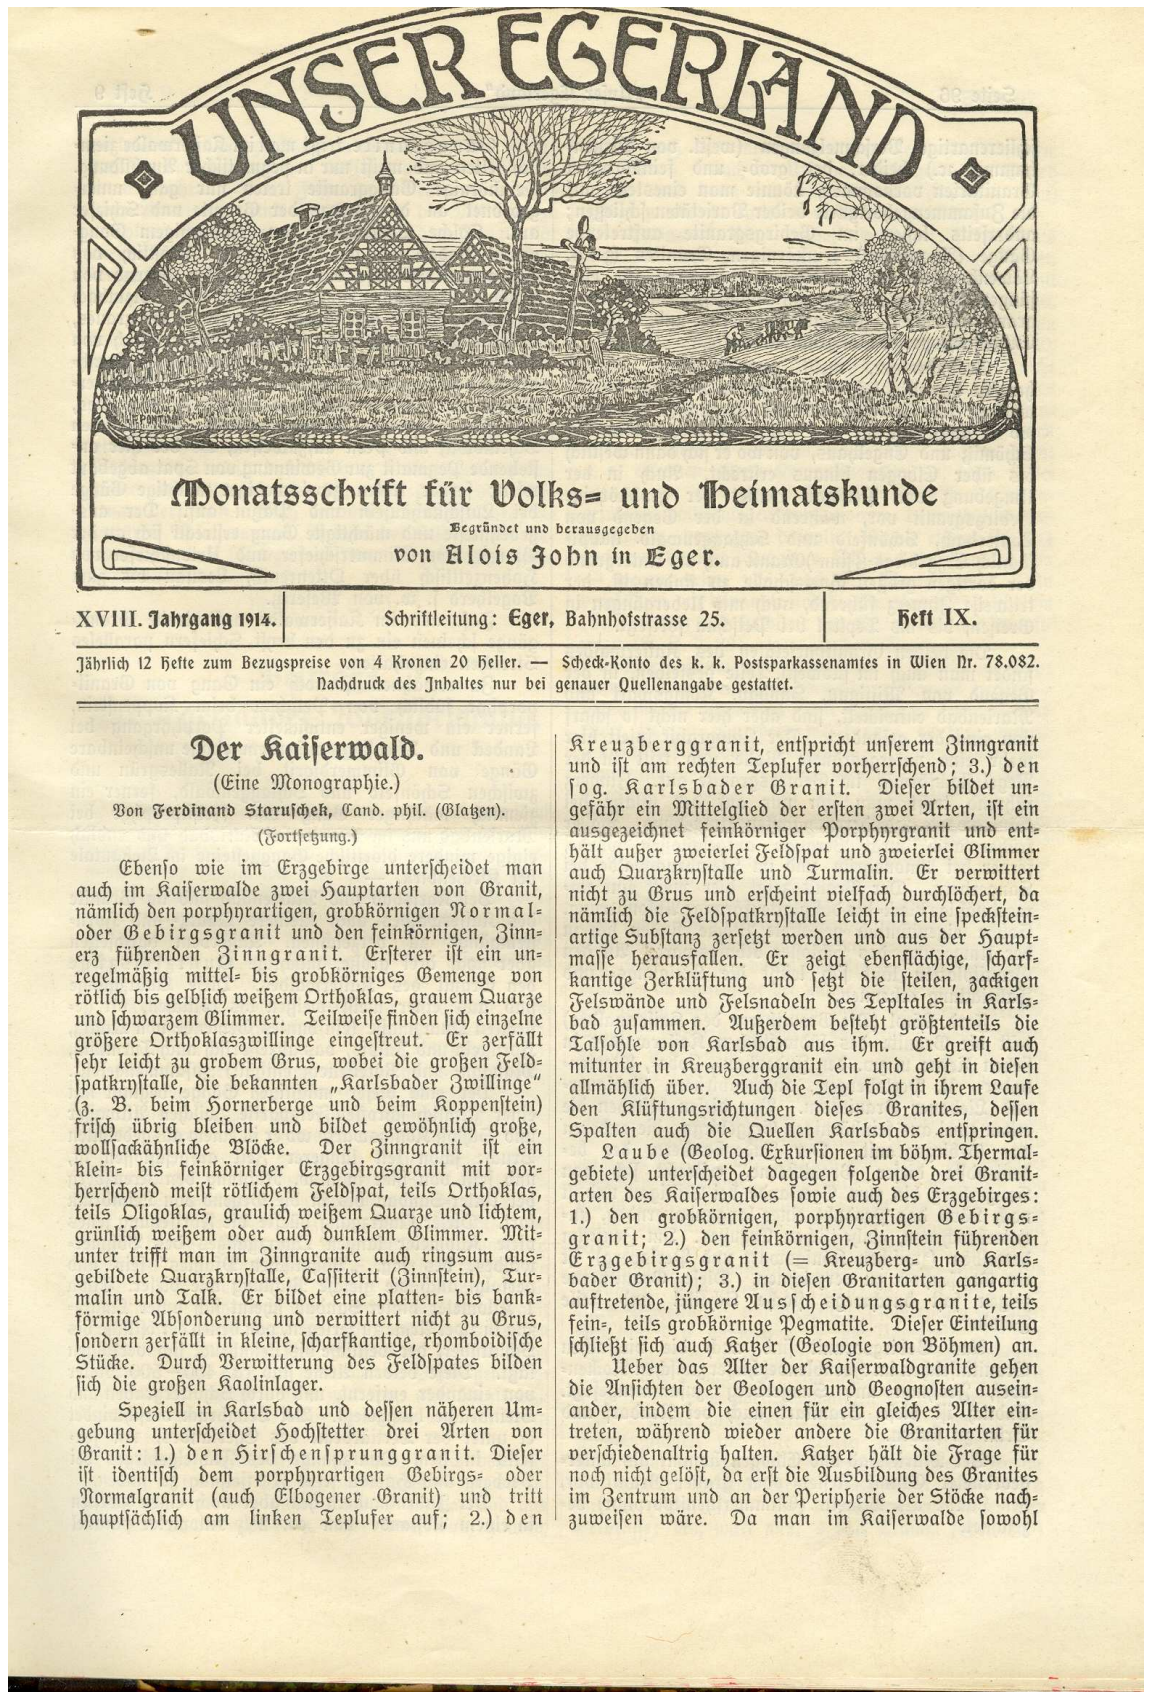 UNSER EGERLAND
Monatsschrift für Volks= und Heimatskunde
Begründet und herausgegeben
von Alois John in Eger.
XVIII. Jahrgang 1914.
Schriftleitung: Eger, Bahnhofstrasse 25.
Heft IX.
Jährlich 12 Hefte zum Bezugspreise von 4 Kronen 20 Heller. — Scheck-Konto des k. k. Postsparkassenamtes in Wien Nr. 78.082.
Nachdruck des Inhaltes nur bei genauer Quellenangabe gestattet.
Der Kaiserwald.
(Eine Monographie.)
Von Ferdinand Staruschek, Cand. phil. (Glatzen).
(Fortsetzung.)
Ebenso wie im Erzgebirge unterscheidet man
auch im Kaiserwalde zwei Hauptarten von Granit,
nämlich den porphyrartigen, grobkörnigen Normal=
oder Gebirgsgranit und den feinkörnigen, Zinn=
erz führenden Zinngranit. Ersterer ist ein un=
regelmäßig mittel= bis grobkörniges Gemenge von
rötlich bis gelblich weißem Orthoklas, grauem Quarze
und schwarzem Glimmer. Teilweise finden sich einzelne
größere Orthoklaszwillinge eingestreut. Er zerfällt
sehr leicht zu grobem Grus, wobei die großen Feld=
spatkrystalle, die bekannten „Karlsbader Zwillinge“
(z. B. beim Hornerberge und beim Koppenstein)
frisch übrig bleiben und bildet gewöhnlich große,
wollsackähnliche Blöcke. Der Zinngranit ist ein
klein= bis feinkörniger Erzgebirgsgranit mit vor=
herrschend meist rötlichem Feldspat, teils Orthoklas,
teils Oligoklas, graulich weißem Quarze und lichtem,
grünlich weißem oder auch dunklem Glimmer. Mit=
unter trifft man im Zinngranite auch ringsum aus=
gebildete Quarzkrystalle, Cassiterit (Zinnstein), Tur=
malin und Talk. Er bildet eine platten= bis bank=
förmige Absonderung und verwittert nicht zu Grus,
sondern zerfällt in kleine, scharfkantige, rhomboidische
Stücke. Durch Verwitterung des Feldspates bilden
sich die großen Kaolinlager.
Speziell in Karlsbad und dessen näheren Um=
gebung unterscheidet Hochstetter drei Arten von
Granit: 1.) den Hirschensprunggranit. Dieser
ist identisch dem porphyrartigen Gebirgs= oder
Normalgranit (auch Elbogener Granit) und tritt
hauptsächlich am linken Teplufer auf; 2.) den
Kreuzberggranit, entspricht unserem Zinngranit
und ist am rechten Teplufer vorherrschend; 3.) den
sog. Karlsbader Granit. Dieser bildet un=
gefähr ein Mittelglied der ersten zwei Arten, ist ein
ausgezeichnet feinkörniger Porphyrgranit und ent=
hält außer zweierlei Feldspat und zweierlei Glimmer
auch Quarzkrystalle und Turmalin. Er verwittert
nicht zu Grus und erscheint vielfach durchlöchert, da
nämlich die Feldspatkrystalle leicht in eine speckstein=
artige Substanz zersetzt werden und aus der Haupt=
masse herausfallen. Er zeigt ebenflächige, scharf=
kantige Zerklüftung und setzt die steilen, zackigen
Felswände und Felsnadeln des Tepltales in Karls=
bad zusammen. Außerdem besteht größtenteils die
Talsohle von Karlsbad aus ihm. Er greift auch
mitunter in Kreuzberggranit ein und geht in diesen
allmählich über. Auch die Tepl folgt in ihrem Laufe
den Klüftungsrichtungen dieses Granites, dessen
Spalten auch die Quellen Karlsbads entspringen.
Laube (Geolog. Exkursionen im böhm. Thermal=
gebiete) unterscheidet dagegen folgende drei Granit=
arten des Kaiserwaldes sowie auch des Erzgebirges:
1.) den grobkörnigen, porphyrartigen Gebirgs=
granit; 2.) den feinkörnigen, Zinnstein führenden
Erzgebirgsgranit (= Kreuzberg= und Karls=
bader Granit); 3.) in diesen Granitarten gangartig
auftretende, jüngere Ausscheidungsgranite, teils
fein=, teils grobkörnige Pegmatite. Dieser Einteilung
schließt sich auch Katzer (Geologie von Böhmen) an.
Ueber das Alter der Kaiserwaldgranite gehen
die Ansichten der Geologen und Geognosten ausein=
ander, indem die einen für ein gleiches Alter ein=
treten, während wieder andere die Granitarten für
verschiedenaltrig halten. Katzer hält die Frage für
noch nicht gelöst, da erst die Ausbildung des Granites
im Zentrum und an der Peripherie der Stöcke nach=
zuweisen wäre. Da man im Kaiserwalde sowohl